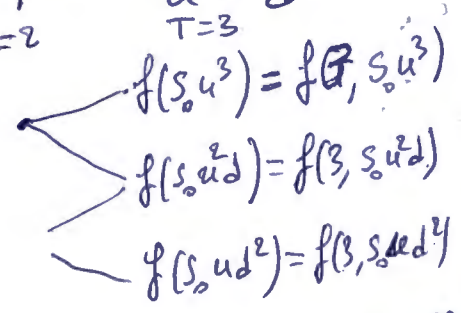 =2
T=3
f(S₀u³) = f(3, S₀u³)
f(S₀u²d) = f(3, S₀u²d)
f(S₀ud²) = f(3, S₀ud²)